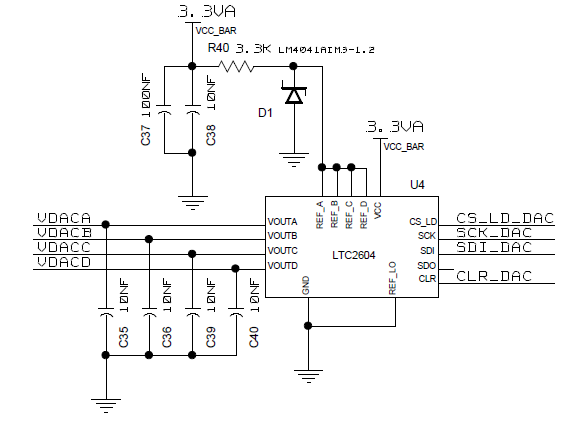 3.3VA
VCC_BAR
R40 3.3K LM4041AIM3-1.2
C37 100NF
C38 10NF
D1
3.3VA
VCC_BAR
U4
REF_A
REF_B
REF_C
REF_D
VCC
VDACA
VOUTA
CS_LD
CS_LD_DAC
VDACB
VOUTB
SCK
SCK_DAC
VDACC
VOUTC
LTC2604
SDI
SDI_DAC
VDACD
VOUTD
SDO
CLR
CLR_DAC
GND
REF_LO
C35 10NF
C36 10NF
C39 10NF
C40 10NF